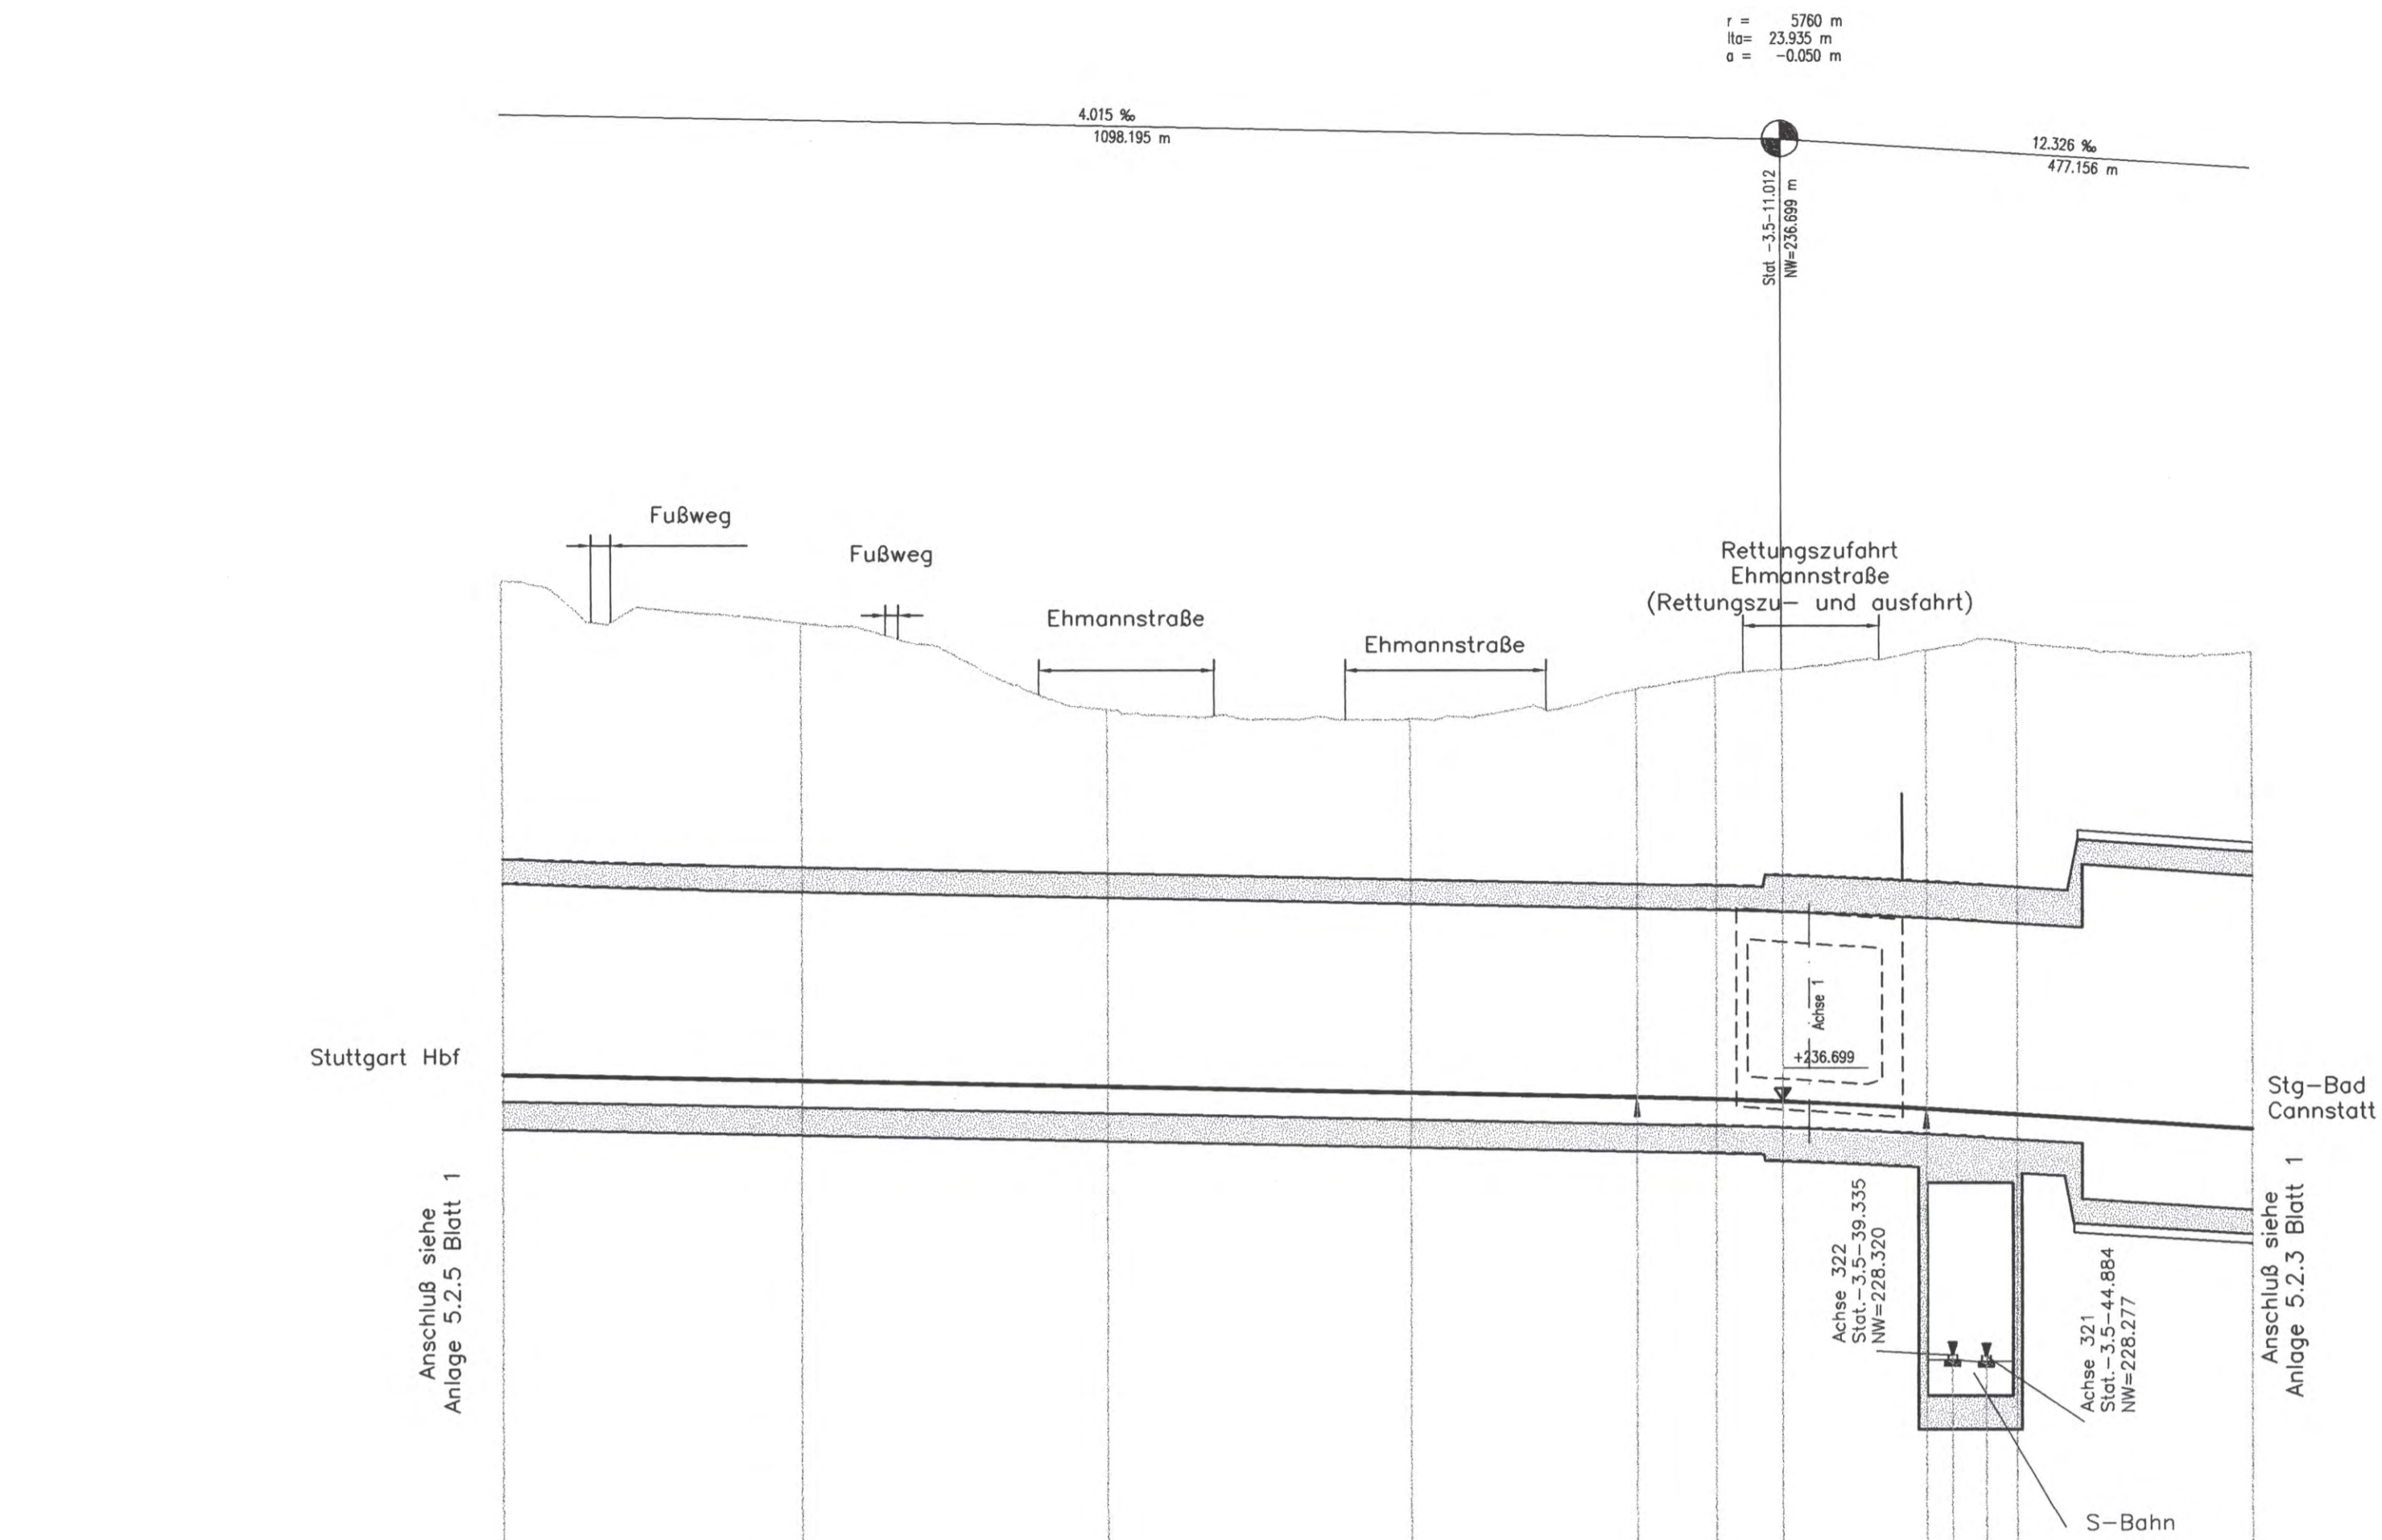 r = 5760 m
lta= 23.935 m
a = -0.050 m
4.015 ‰
1098.195 m
12.326 ‰
477.156 m
Stat -3.5-11.012
NW=236.699 m
Fußweg
Fußweg
Ehmannstraße
Ehmannstraße
Rettungszufahrt
Ehmannstraße
(Rettungszu- und ausfahrt)
Achse 1
+236.699
Stuttgart Hbf
Stg-Bad
Cannstatt
Anschluß siehe
Anlage 5.2.5 Blatt 1
Achse 322
Stat.-3.5-39.335
NW=228.320
Achse 321
Stat.-3.5-44.884
NW=228.277
Anschluß siehe
Anlage 5.2.3 Blatt 1
S-Bahn